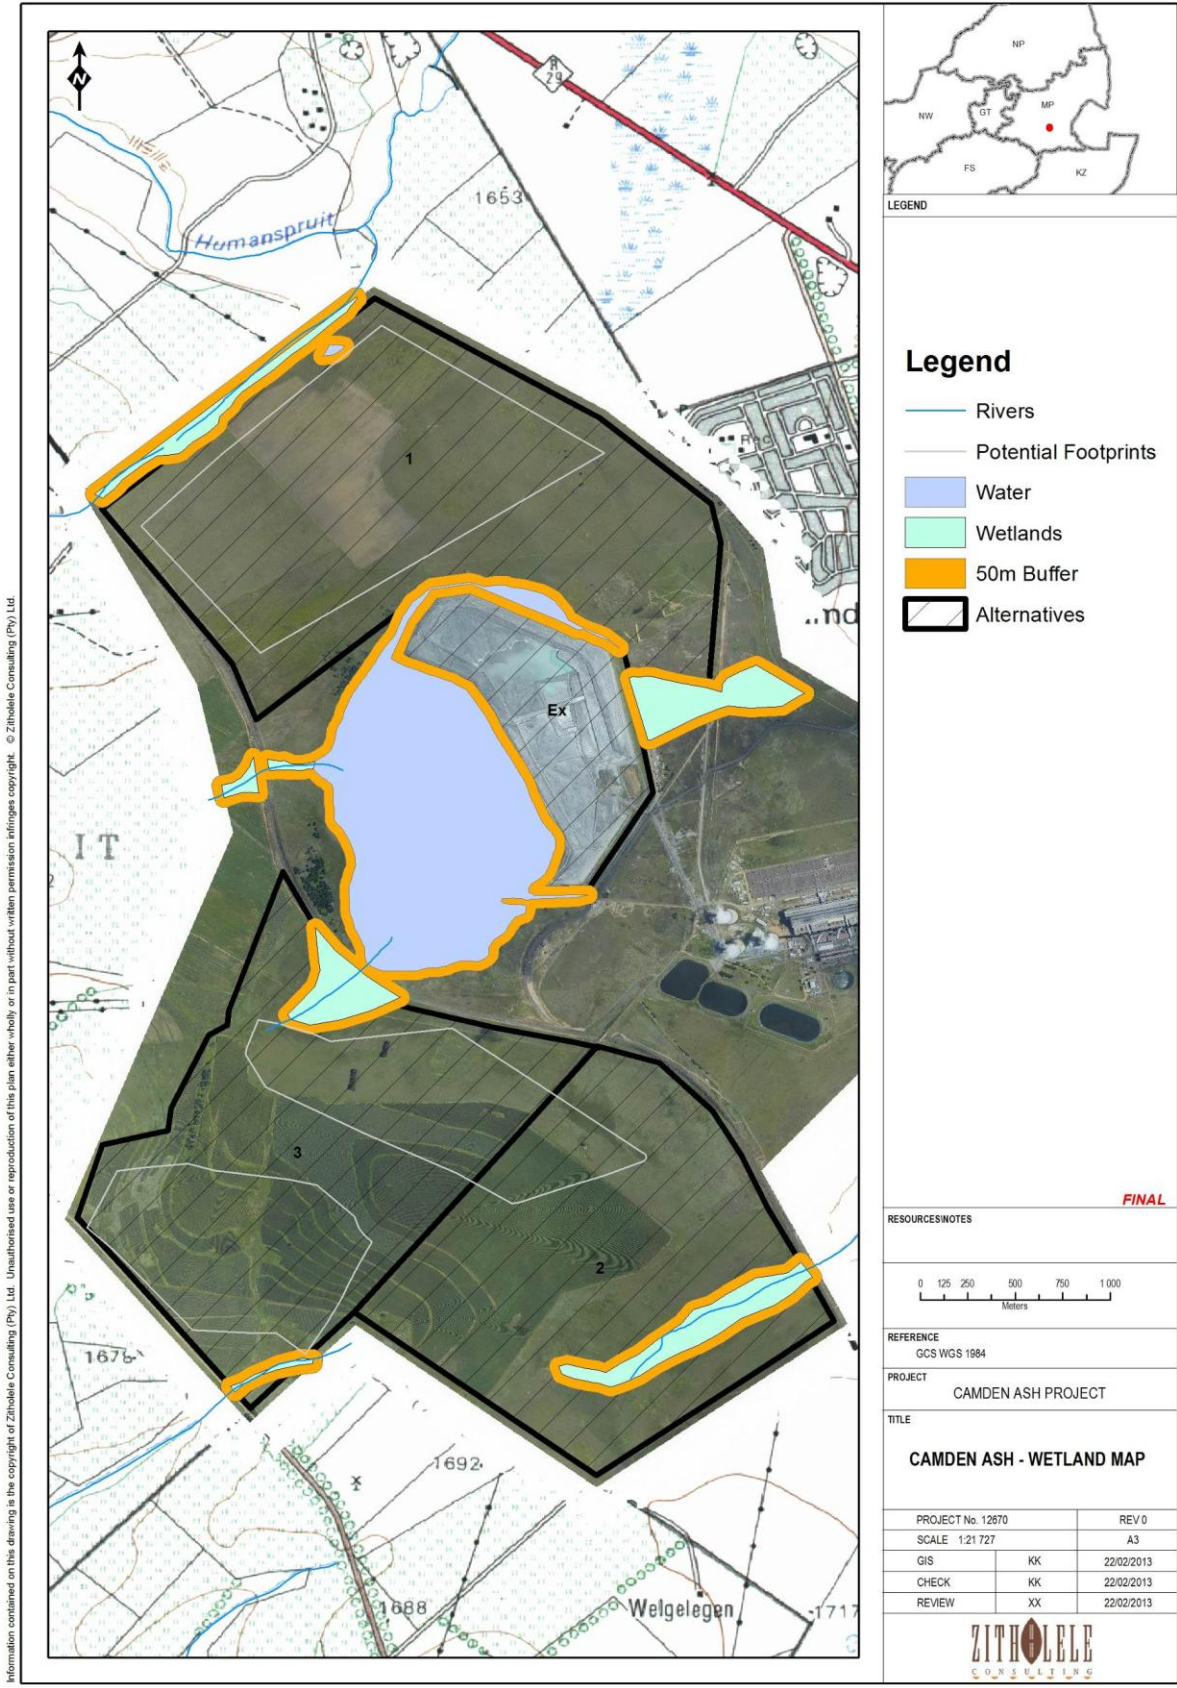 Information contained on this drawing is the copyright of Zitholele Consulting (Pty) Ltd. Unauthorised use or reproduction of this plan either wholly or in part without written permission infringes copyright. © Zitholele Consulting (Pty) Ltd.
N
R
29
1653
Humanspruit
Rec
1
nd
Ex
I T
2
3
2
1678
1692
1688
Welgelegen
1717
NP
NW
GT
MP
FS
KZ
LEGEND
Legend
Rivers
Potential Footprints
Water
Wetlands
50m Buffer
Alternatives
FINAL
RESOURCES\NOTES
0 125 250 500 750 1 000
Meters
REFERENCE
GCS WGS 1984
PROJECT
CAMDEN ASH PROJECT
TITLE
CAMDEN ASH - WETLAND MAP
PROJECT No. 12670 REV 0
SCALE 1:21 727 A3
GIS KK 22/02/2013
CHECK KK 22/02/2013
REVIEW XX 22/02/2013
ZITHOLELE
CONSULTING